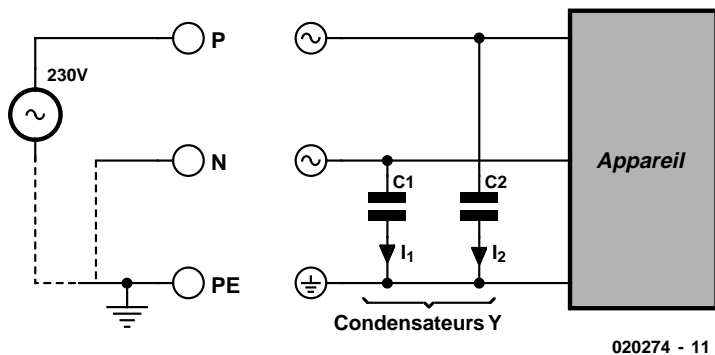 P
230V
N
Appareil
C1
C2
I1
I2
PE
Condensateurs Y
020274 - 11